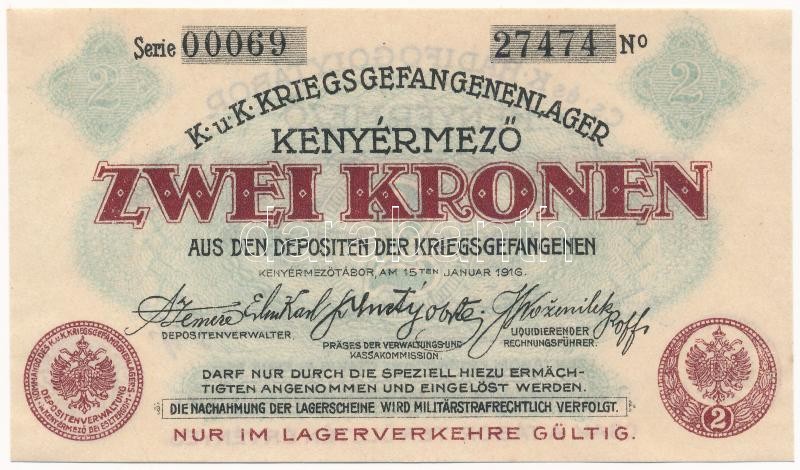 Serie 00069 27474 No
2 2
K.u.K. KRIEGSGEFANGENENLAGER
KENYÉRMEZŐ
ZWEI KRONEN
AUS DEN DEPOSITEN DER KRIEGSGEFANGENEN
KENYÉRMEZŐTÁBOR, AM 15TEN JANUAR 1916.
DEPOSITENVERWALTER.
PRÄSES DER VERWALTUNGS-UND
KASSAKOMMISSION.
LIQUIDIERENDER
RECHNUNGSFÜHRER.
DARF NUR DURCH DIE SPEZIELL HIEZU ERMÄCH-
TIGTEN ANGENOMMEN UND EINGELÖST WERDEN.
DIE NACHAHMUNG DER LAGERSCHEINE WIRD MILITÄRSTRAFRECHTLICH VERFOLGT.
NUR IM LAGERVERKEHRE GÜLTIG.
DEPOSITENVERWALTUNG
2
darabanth